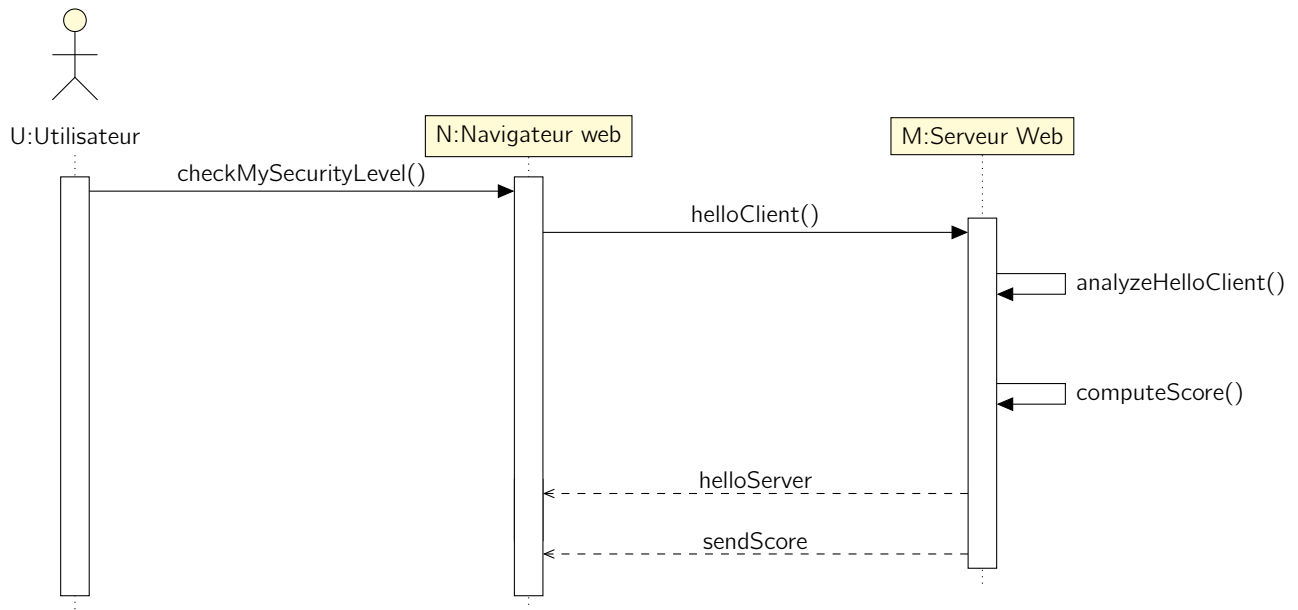 U:Utilisateur
N:Navigateur web
M:Serveur Web
checkMySecurityLevel()
helloClient()
analyzeHelloClient()
computeScore()
helloServer
sendScore